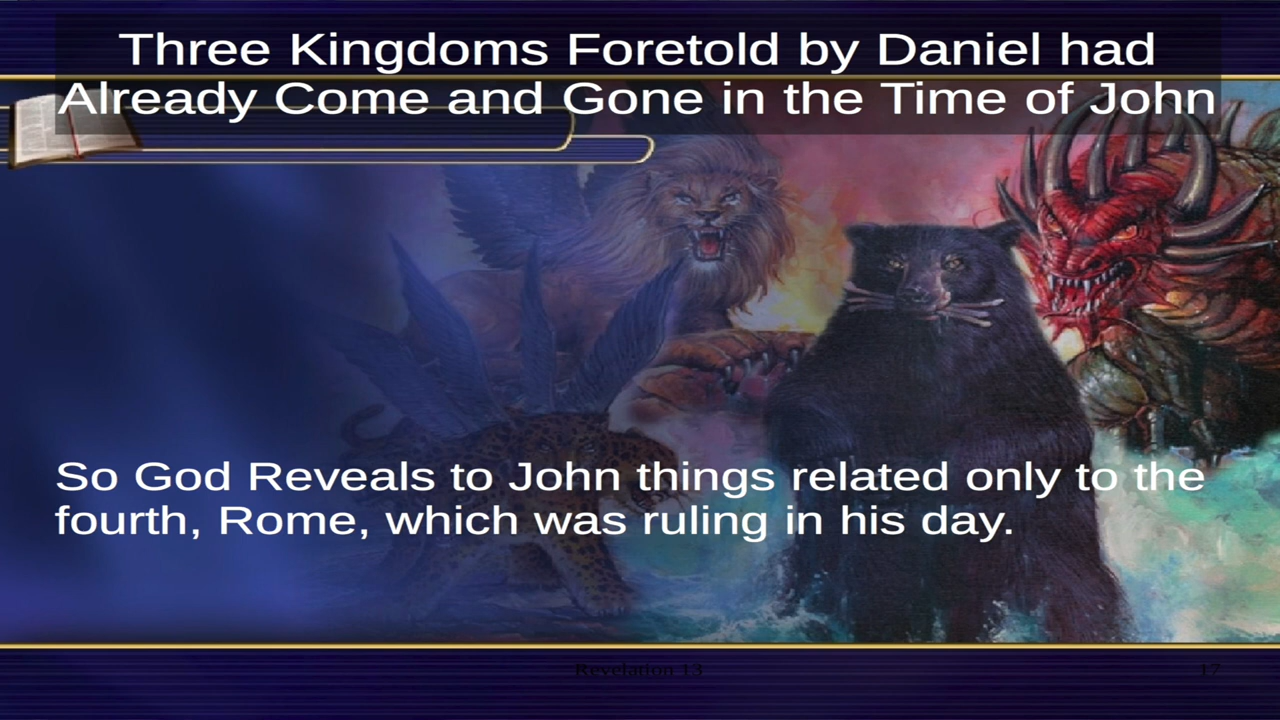 Three Kingdoms Foretold by Daniel had
Already Come and Gone in the Time of John
So God Reveals to John things related only to the
fourth, Rome, which was ruling in his day.
Revelation 13
17